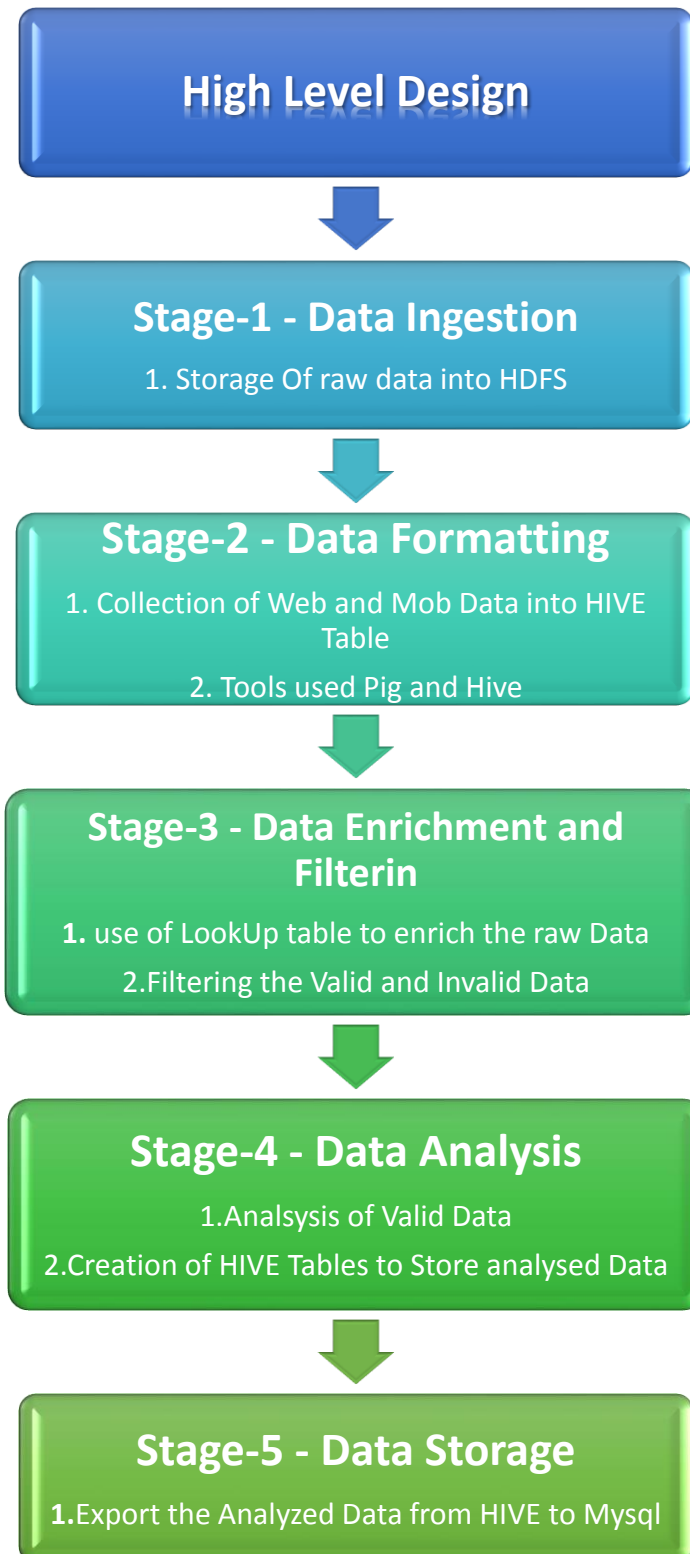 High Level Design
Stage-1 - Data Ingestion
1. Storage Of raw data into HDFS
Stage-2 - Data Formatting
1. Collection of Web and Mob Data into HIVE
Table
2. Tools used Pig and Hive
Stage-3 - Data Enrichment and
Filterin
1. use of LookUp table to enrich the raw Data
2.Filtering the Valid and Invalid Data
Stage-4 - Data Analysis
1.Analsysis of Valid Data
2.Creation of HIVE Tables to Store analysed Data
Stage-5 - Data Storage
1.Export the Analyzed Data from HIVE to Mysql